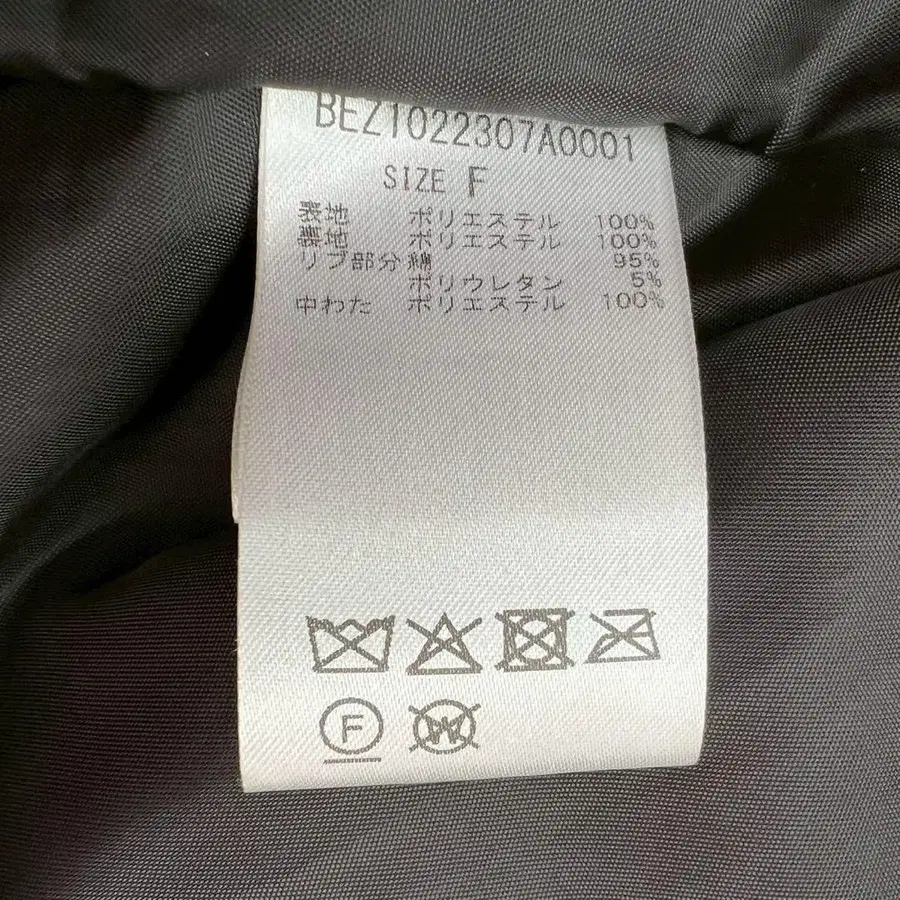 BEZ1022307A0001
SIZE F
表地 ポリエステル 100%
裏地 ポリエステル 100%
リブ部分 綿 95%
ポリウレタン 5%
中わた ポリエステル 100%
F
W